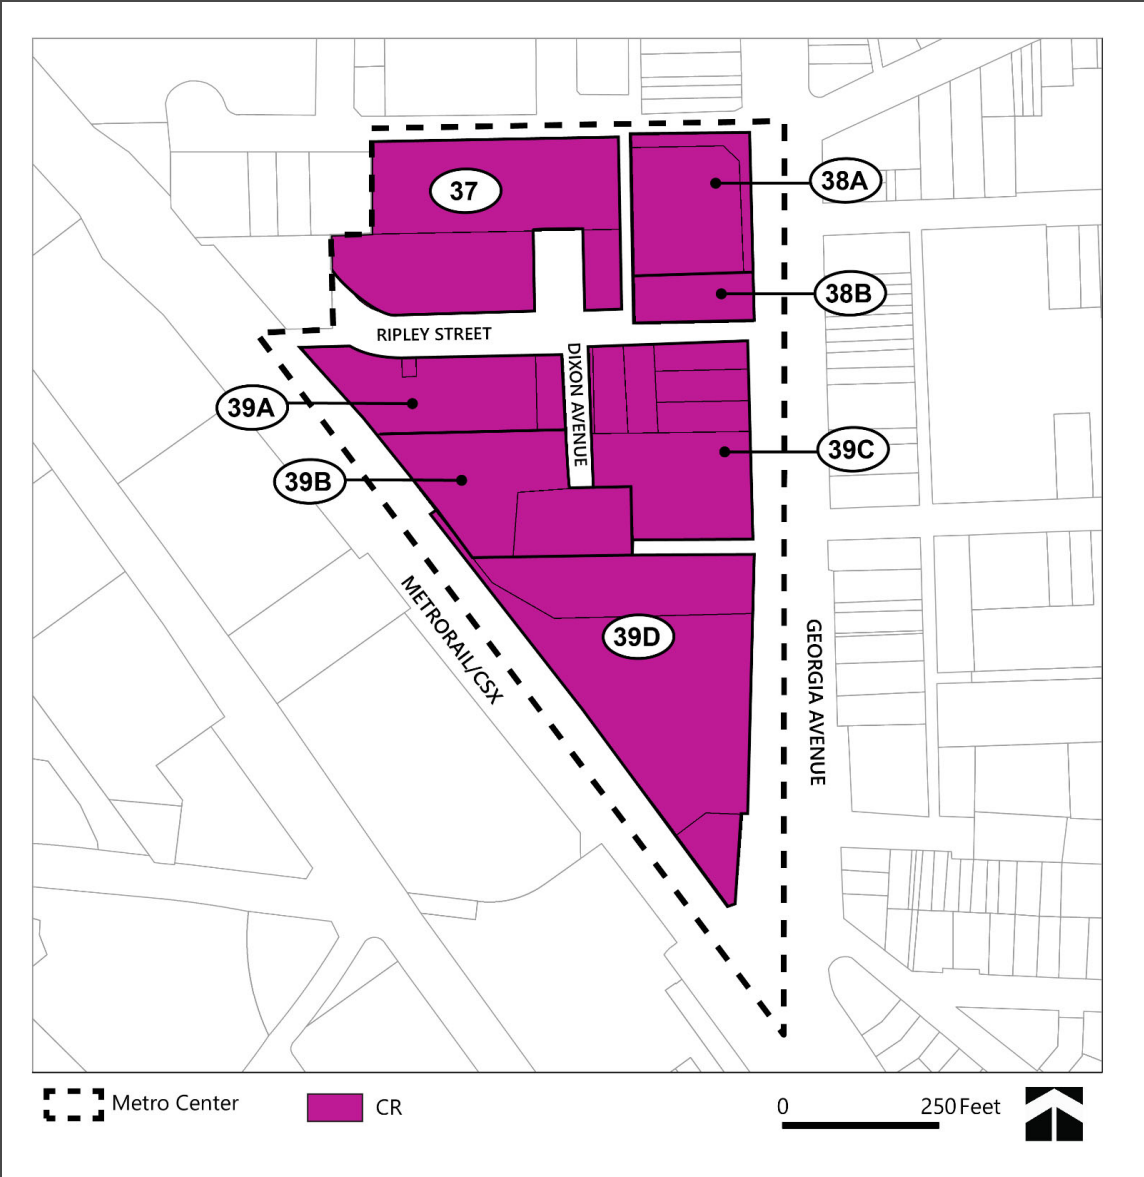 37
38A
38B
RIPLEY STREET
DIXON AVENUE
39A
39B
39C
METRORAIL/CSX
39D
GEORGIA AVENUE
Metro Center
CR
0 250 Feet